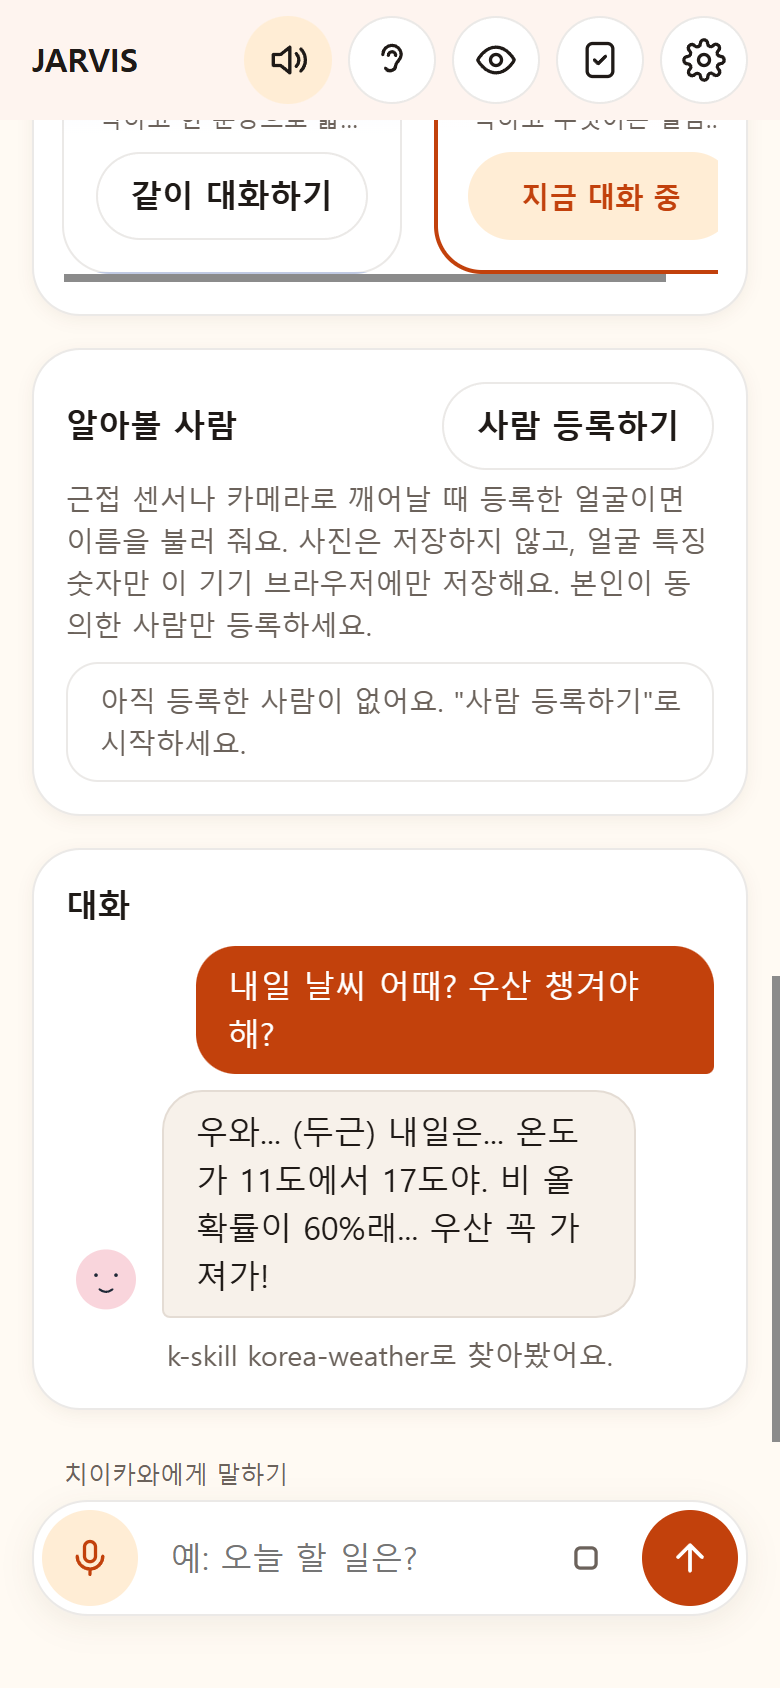 JARVIS
같이 대화하기
지금 대화 중
알아볼 사람
사람 등록하기
근접 센서나 카메라로 깨어날 때 등록한 얼굴이면
이름을 불러 줘요. 사진은 저장하지 않고, 얼굴 특징
숫자만 이 기기 브라우저에만 저장해요. 본인이 동
의한 사람만 등록하세요.
아직 등록한 사람이 없어요. "사람 등록하기"로
시작하세요.
대화
내일 날씨 어때? 우산 챙겨야
해?
우와... (두근) 내일은... 온도
가 11도에서 17도야. 비 올
확률이 60%래... 우산 꼭 가
져가!
k-skill korea-weather로 찾아봤어요.
치이카와에게 말하기
예: 오늘 할 일은?